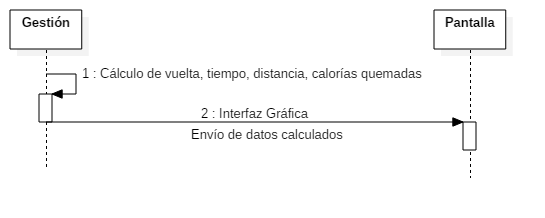 Gestión
Pantalla
1 : Cálculo de vuelta, tiempo, distancia, calorías quemadas
2 : Interfaz Gráfica
Envío de datos calculados